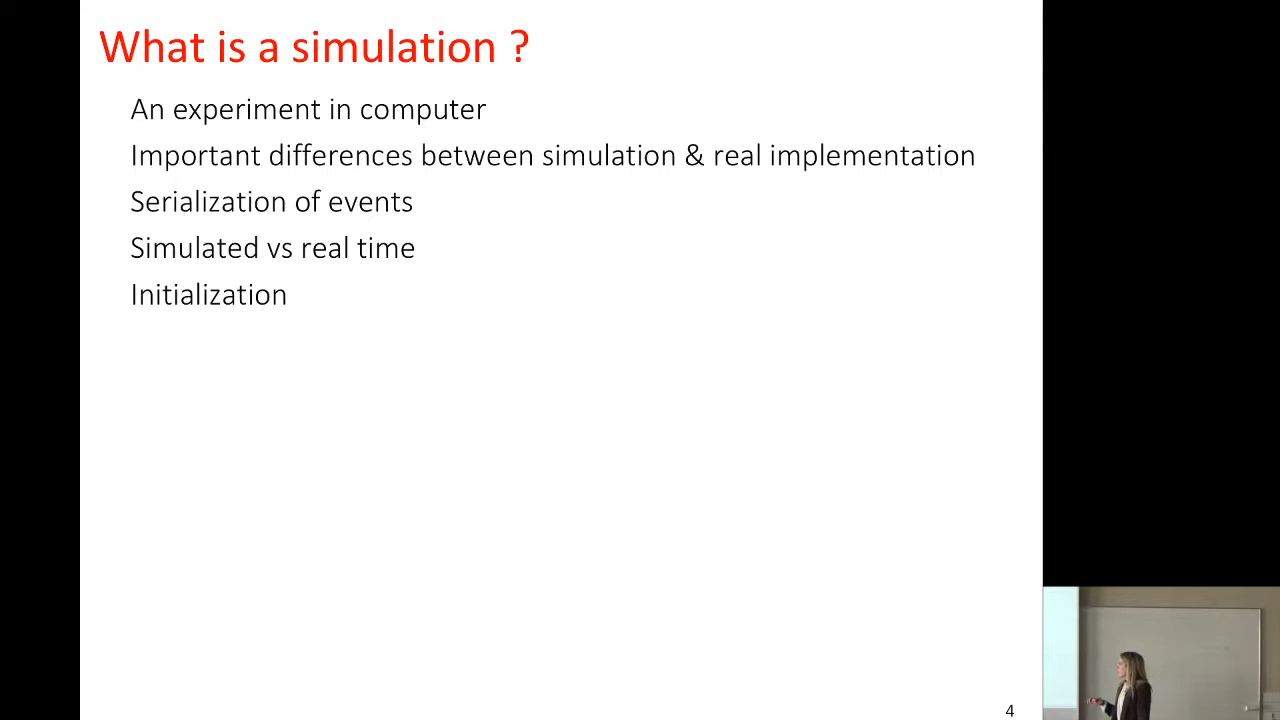 What is a simulation ?
An experiment in computer
Important differences between simulation & real implementation
Serialization of events
Simulated vs real time
Initialization
4